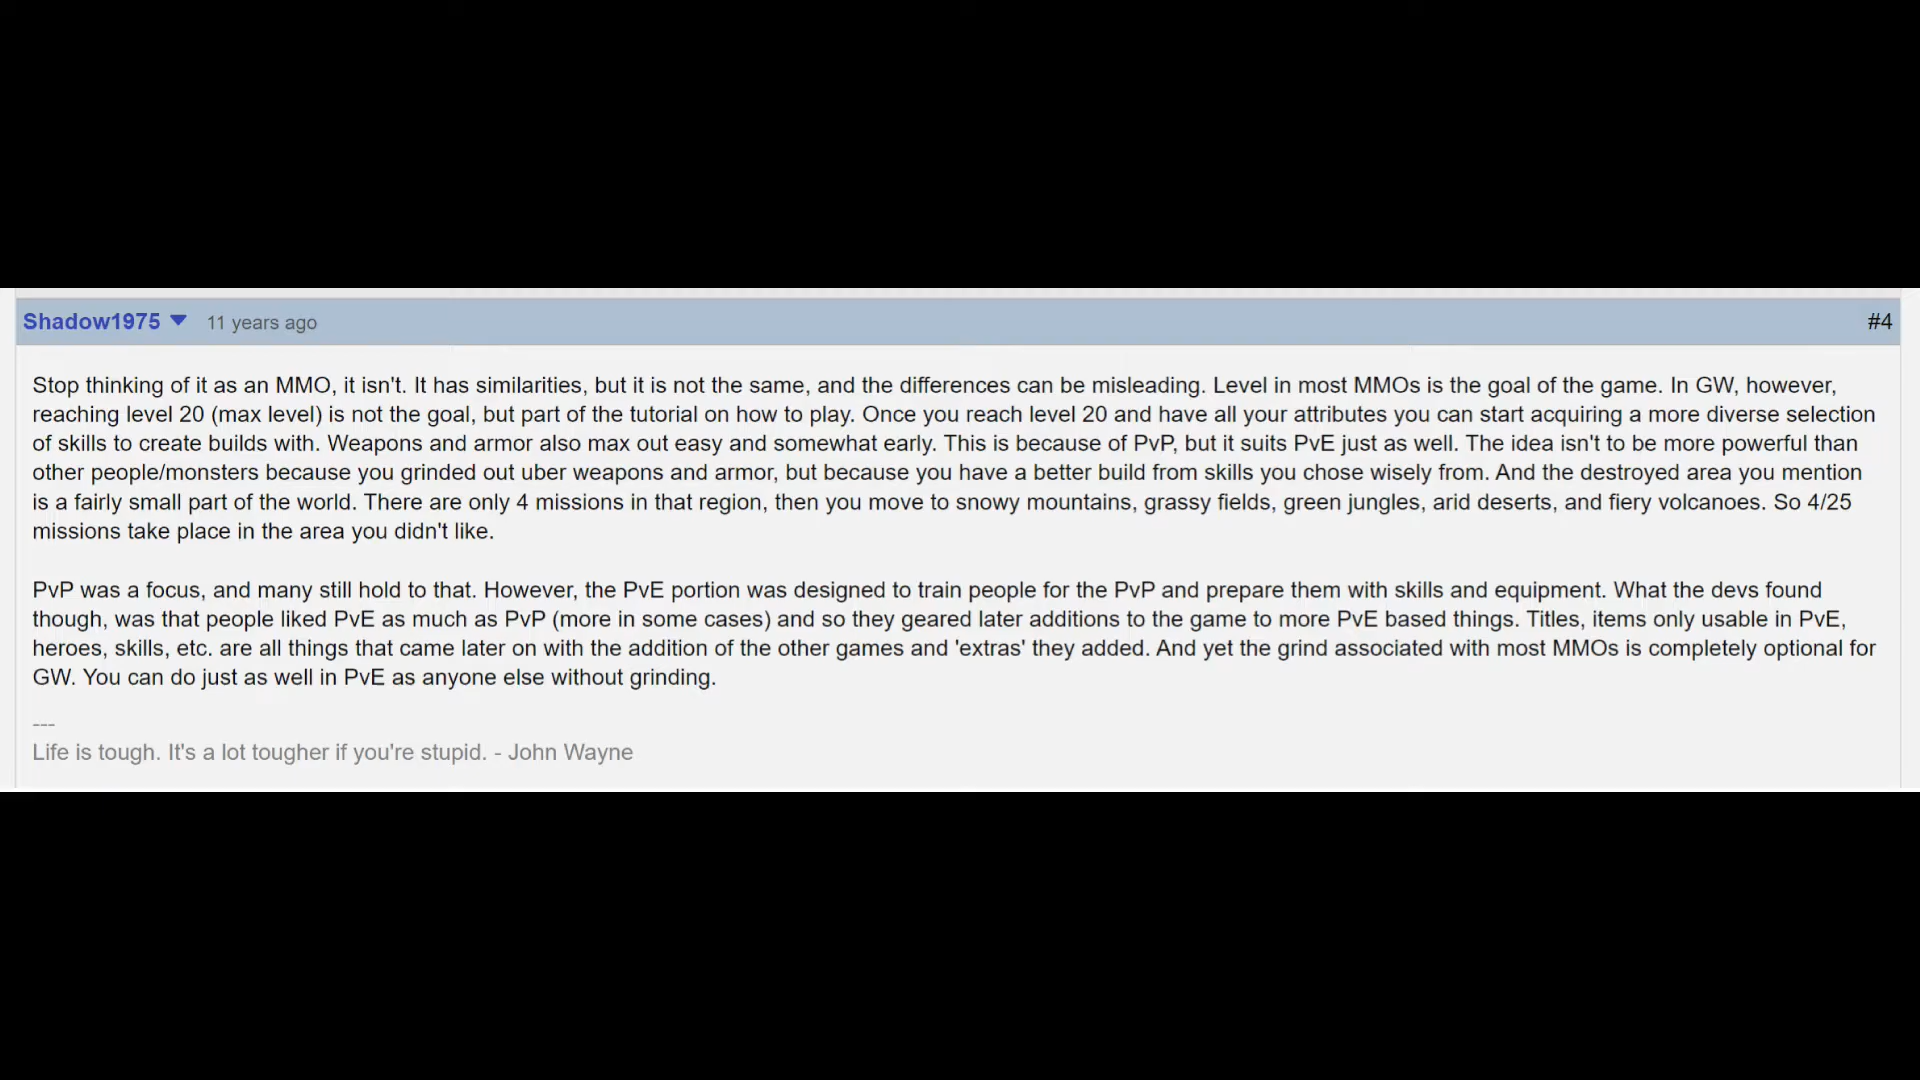 Shadow1975 11 years ago #4
Stop thinking of it as an MMO, it isn't. It has similarities, but it is not the same, and the differences can be misleading. Level in most MMOs is the goal of the game. In GW, however,
reaching level 20 (max level) is not the goal, but part of the tutorial on how to play. Once you reach level 20 and have all your attributes you can start acquiring a more diverse selection
of skills to create builds with. Weapons and armor also max out easy and somewhat early. This is because of PvP, but it suits PvE just as well. The idea isn't to be more powerful than
other people/monsters because you grinded out uber weapons and armor, but because you have a better build from skills you chose wisely from. And the destroyed area you mention
is a fairly small part of the world. There are only 4 missions in that region, then you move to snowy mountains, grassy fields, green jungles, arid deserts, and fiery volcanoes. So 4/25
missions take place in the area you didn't like.
PvP was a focus, and many still hold to that. However, the PvE portion was designed to train people for the PvP and prepare them with skills and equipment. What the devs found
though, was that people liked PvE as much as PvP (more in some cases) and so they geared later additions to the game to more PvE based things. Titles, items only usable in PvE,
heroes, skills, etc. are all things that came later on with the addition of the other games and 'extras' they added. And yet the grind associated with most MMOs is completely optional for
GW. You can do just as well in PvE as anyone else without grinding.
---
Life is tough. It's a lot tougher if you're stupid. - John Wayne